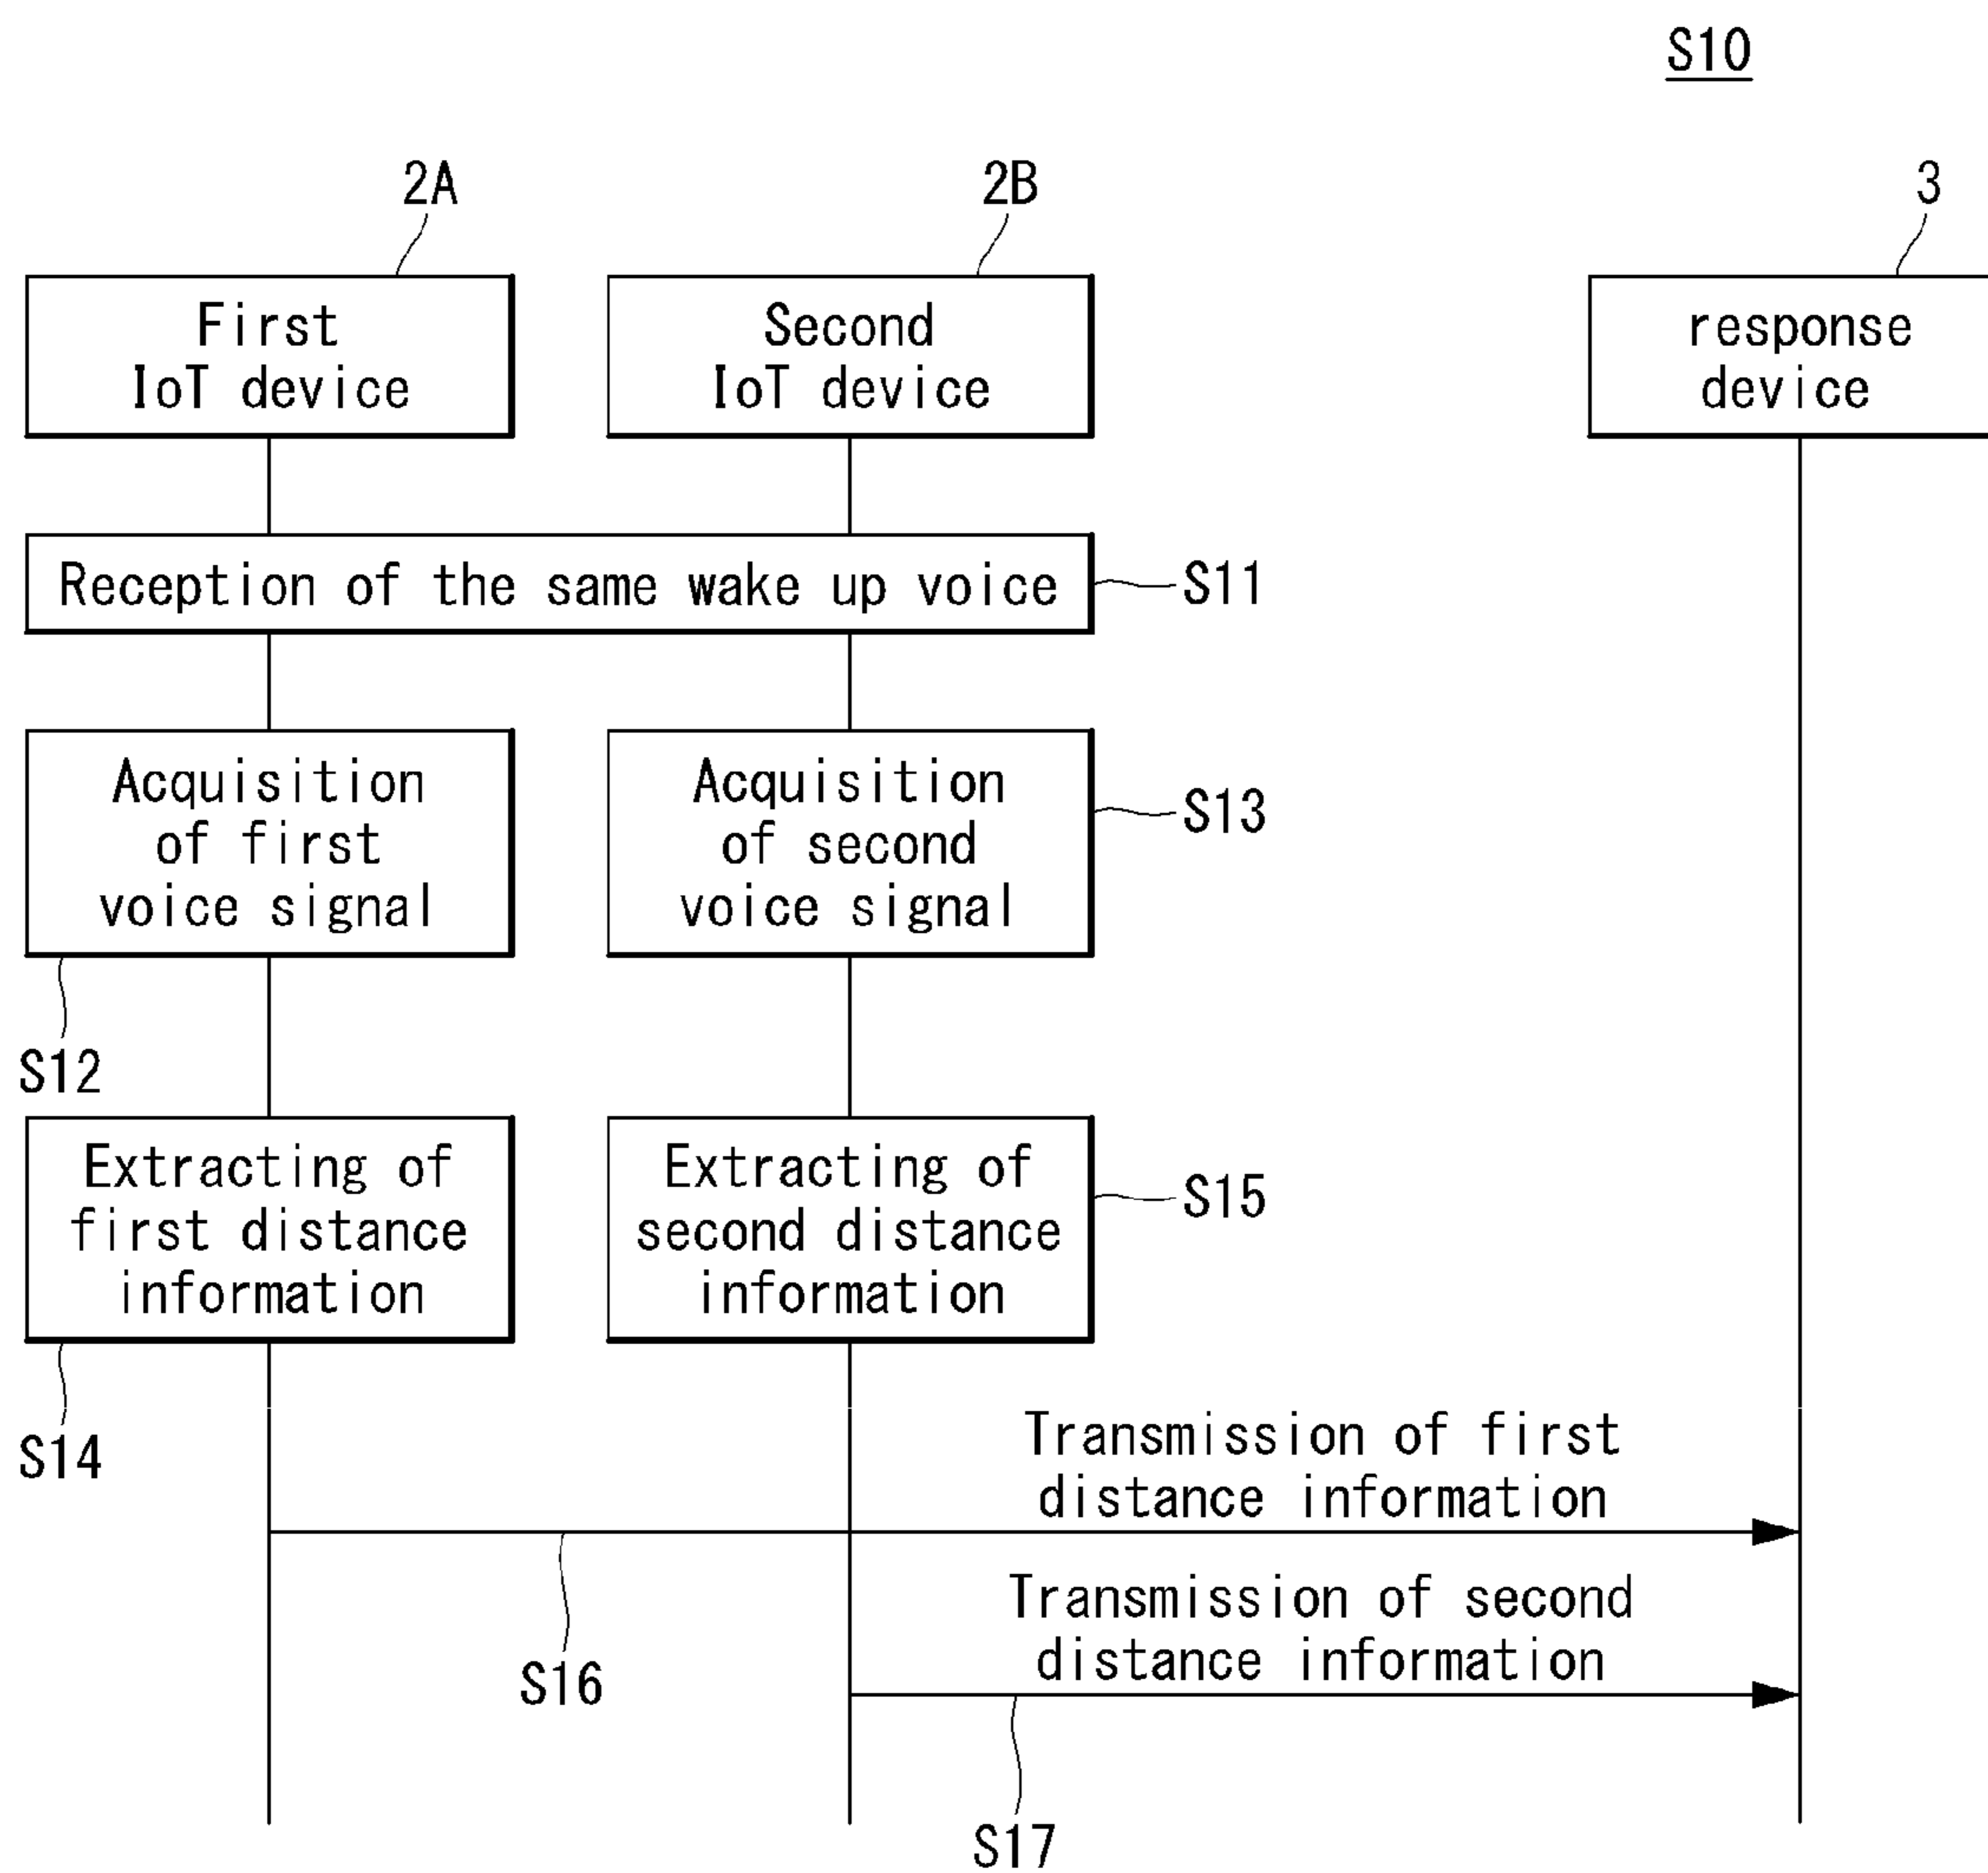 S10
2A
2B
3
First
IoT device
Second
IoT device
response
device
Reception of the same wake up voice
S11
Acquisition
of first
voice signal
Acquisition
of second
voice signal
S13
S12
Extracting of
first distance
information
Extracting of
second distance
information
S15
S14
Transmission of first
distance information
S16
Transmission of second
distance information
S17